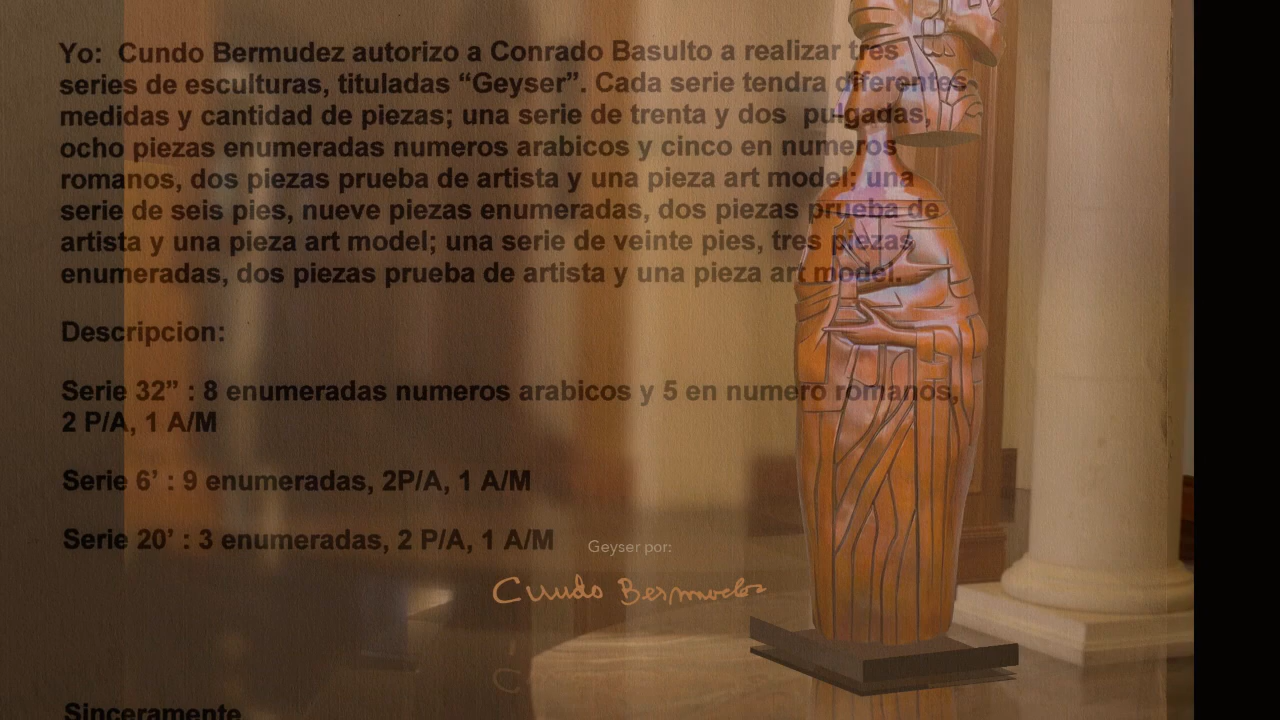 Yo: Cundo Bermudez autorizo a Conrado Basulto a realizar tres
series de esculturas, tituladas “Geyser”. Cada serie tendra diferentes
medidas y cantidad de piezas; una serie de trenta y dos pulgadas,
ocho piezas enumeradas numeros arabicos y cinco en numeros
romanos, dos piezas prueba de artista y una pieza art model; una
serie de seis pies, nueve piezas enumeradas, dos piezas prueba de
artista y una pieza art model; una serie de veinte pies, tres piezas
enumeradas, dos piezas prueba de artista y una pieza art model.
Descripcion:
Serie 32” : 8 enumeradas numeros arabicos y 5 en numero romanos,
2 P/A, 1 A/M
Serie 6’ : 9 enumeradas, 2P/A, 1 A/M
Serie 20’ : 3 enumeradas, 2 P/A, 1 A/M
Geyser por:
Cundo Bermudez
Sinceramente